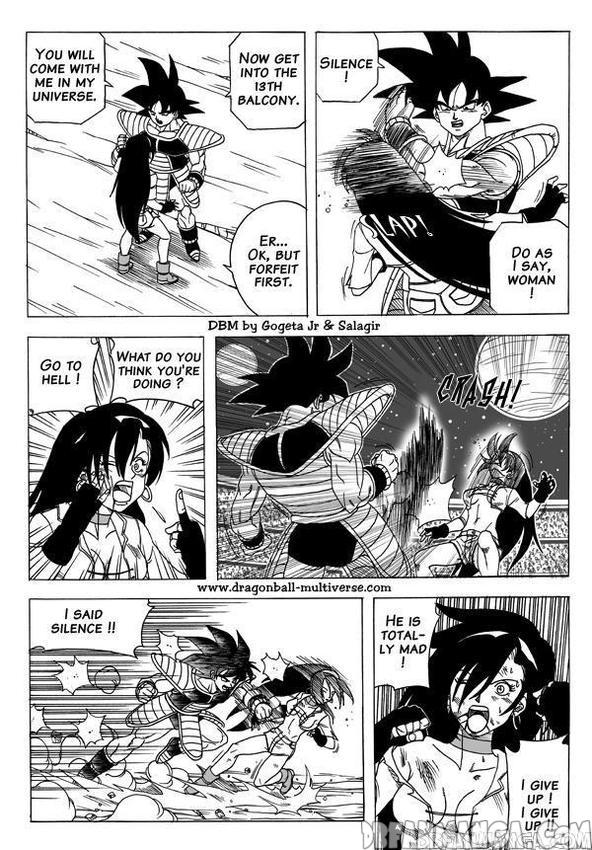 YOU WILL
COME WITH
ME IN MY
UNIVERSE.
NOW GET
INTO THE
13TH
BALCONY.
ER...
OK, BUT
FORFEIT
FIRST.
SILENCE
!
SLAP!
DO AS
I SAY,
WOMAN
!
DBM by Gogeta Jr & Salagir
GO TO
HELL !
WHAT DO YOU
THINK YOU'RE
DOING ?
CRASH!
www.dragonball-multiverse.com
I SAID
SILENCE !!
HE IS
TOTAL-
LY MAD !
I GIVE
UP !
I GIVE
UP !!